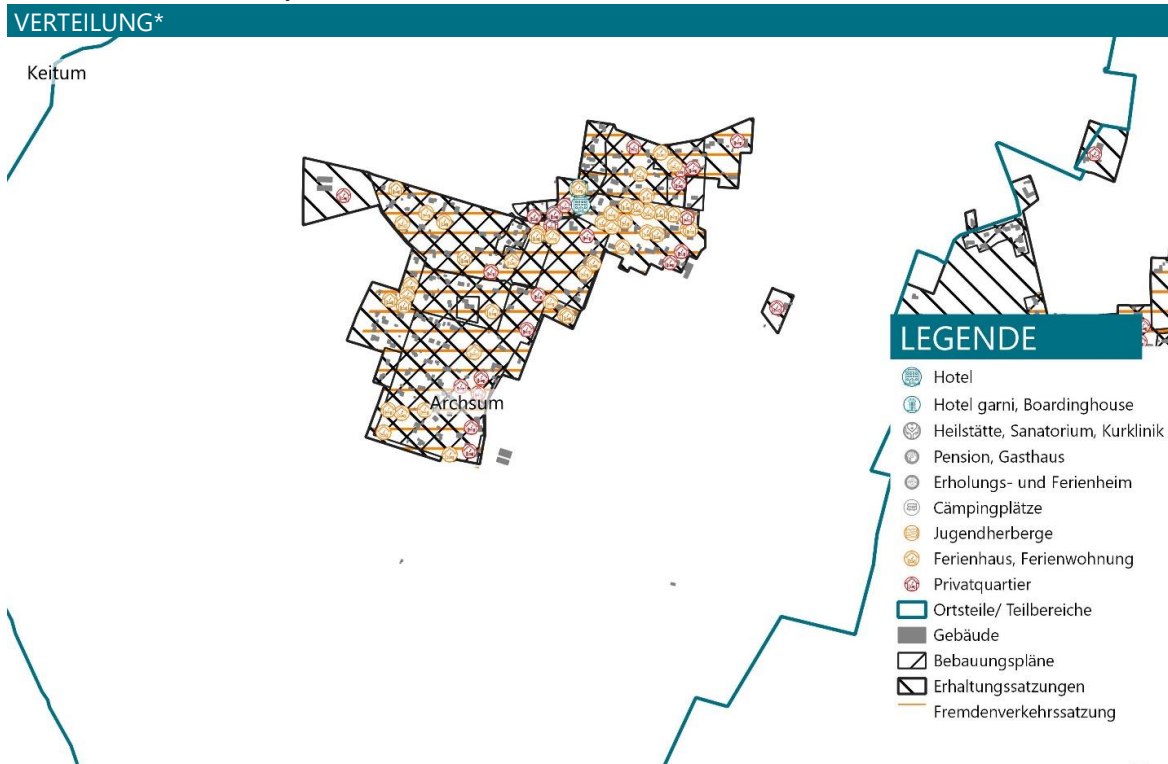 VERTEILUNG*
Keitum
Archsum
LEGENDE
Hotel
Hotel garni, Boardinghouse
Heilstätte, Sanatorium, Kurklinik
Pension, Gasthaus
Erholungs- und Ferienheim
Cämpingplätze
Jugendherberge
Ferienhaus, Ferienwohnung
Privatquartier
Ortsteile/ Teilbereiche
Gebäude
Bebauungspläne
Erhaltungssatzungen
Fremdenverkehrssatzung